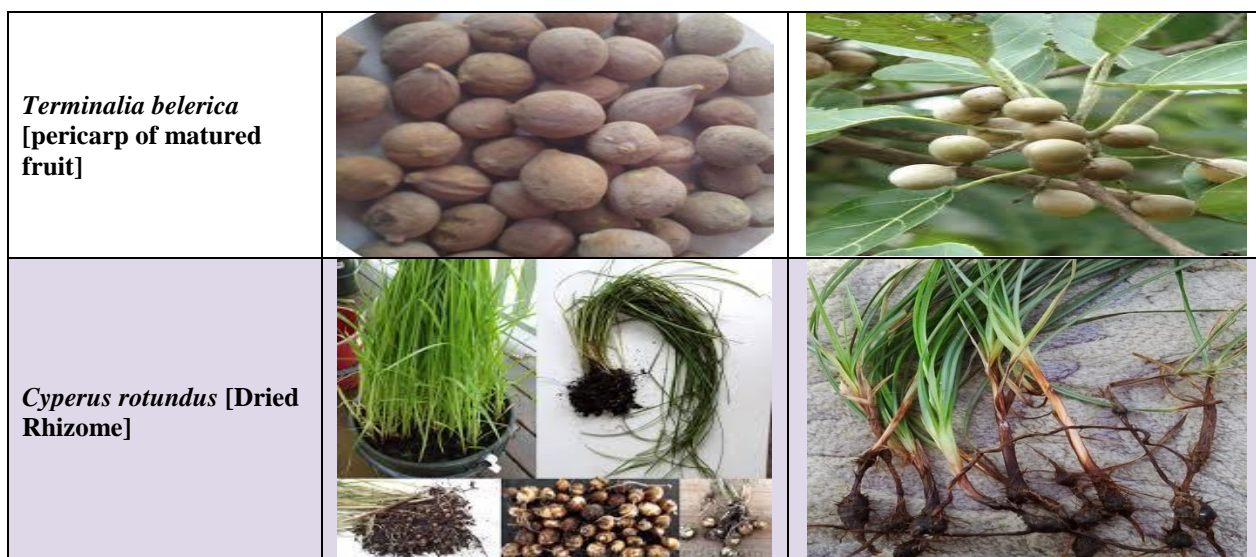 Terminalia belerica
[pericarp of matured
fruit]
Cyperus rotundus [Dried
Rhizome]